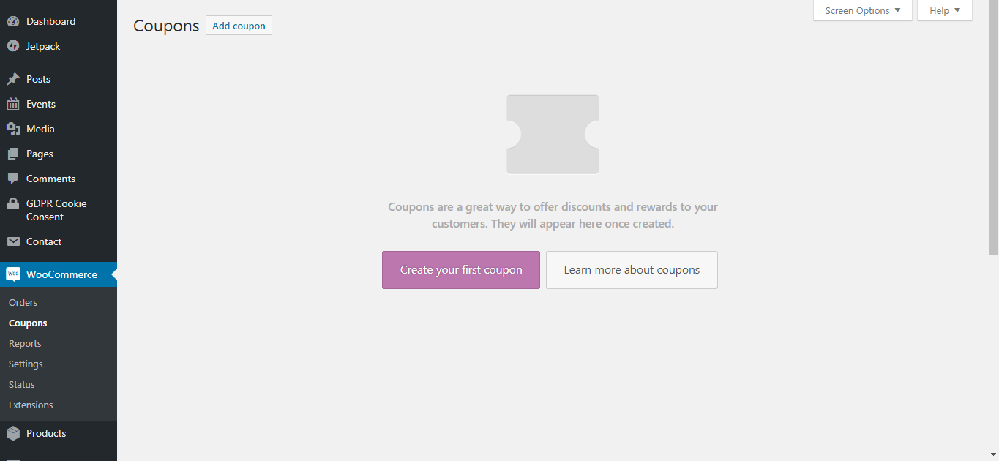 Dashboard
Jetpack
Posts
Events
Media
Pages
Comments
GDPR Cookie
Consent
Contact
woo
WooCommerce
Orders
Coupons
Reports
Settings
Status
Extensions
Products
Coupons
Add coupon
Screen Options
Help
Coupons are a great way to offer discounts and rewards to your
customers. They will appear here once created.
Create your first coupon
Learn more about coupons